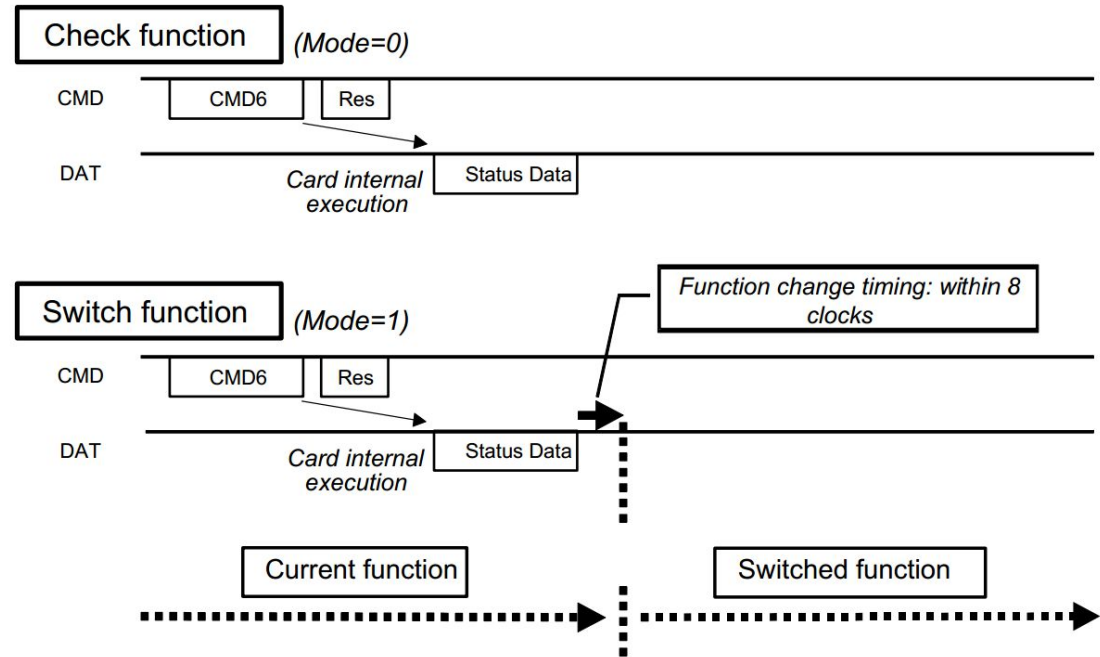 Check function
(Mode=0)
CMD
CMD6
Res
DAT
Card internal
execution
Status Data
Switch function
(Mode=1)
Function change timing: within 8
clocks
CMD
CMD6
Res
DAT
Card internal
execution
Status Data
Current function
Switched function